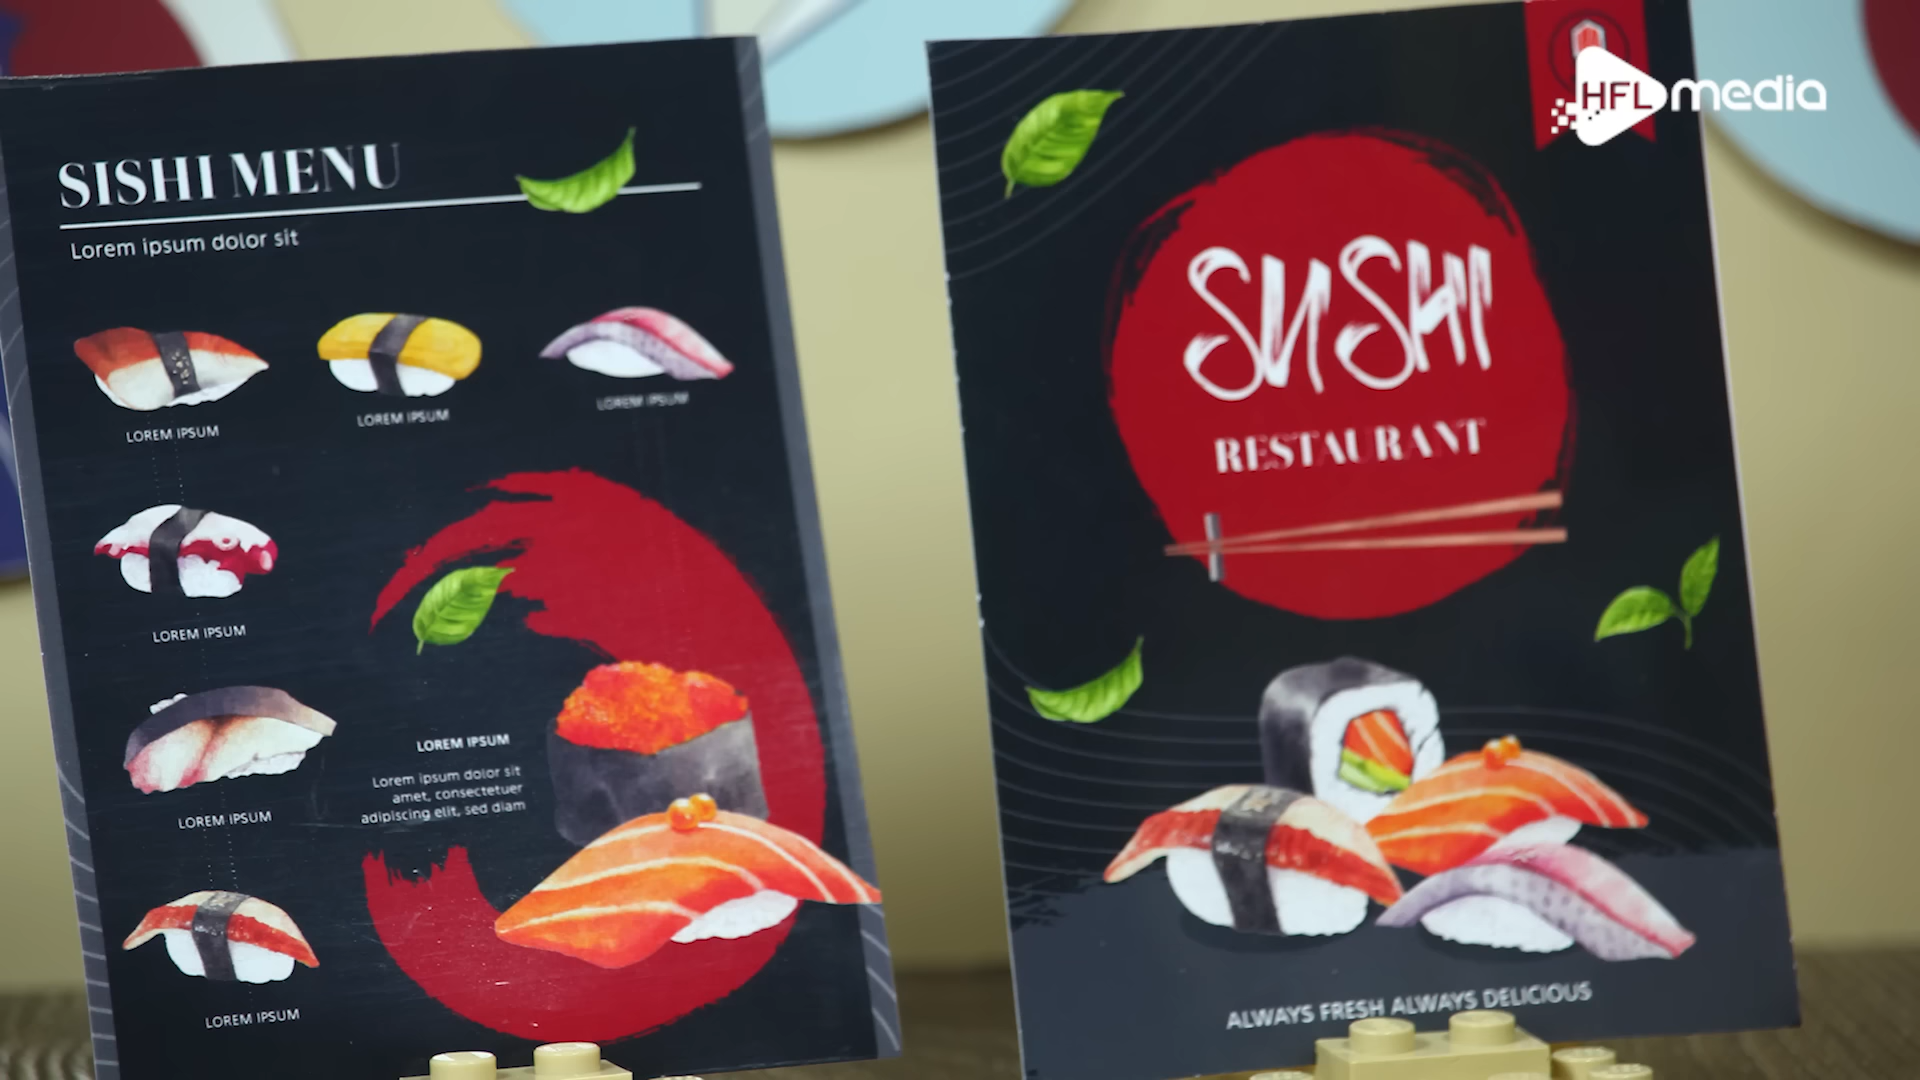 SISHI MENU
Lorem ipsum dolor sit
LOREM IPSUM
LOREM IPSUM
LOREM IPSUM
LOREM IPSUM
LOREM IPSUM
LOREM IPSUM
Lorem ipsum dolor sit
amet, consectetuer
adipiscing elit, sed diam
LOREM IPSUM
SUSHI
RESTAURANT
ALWAYS FRESH ALWAYS DELICIOUS
HFL media